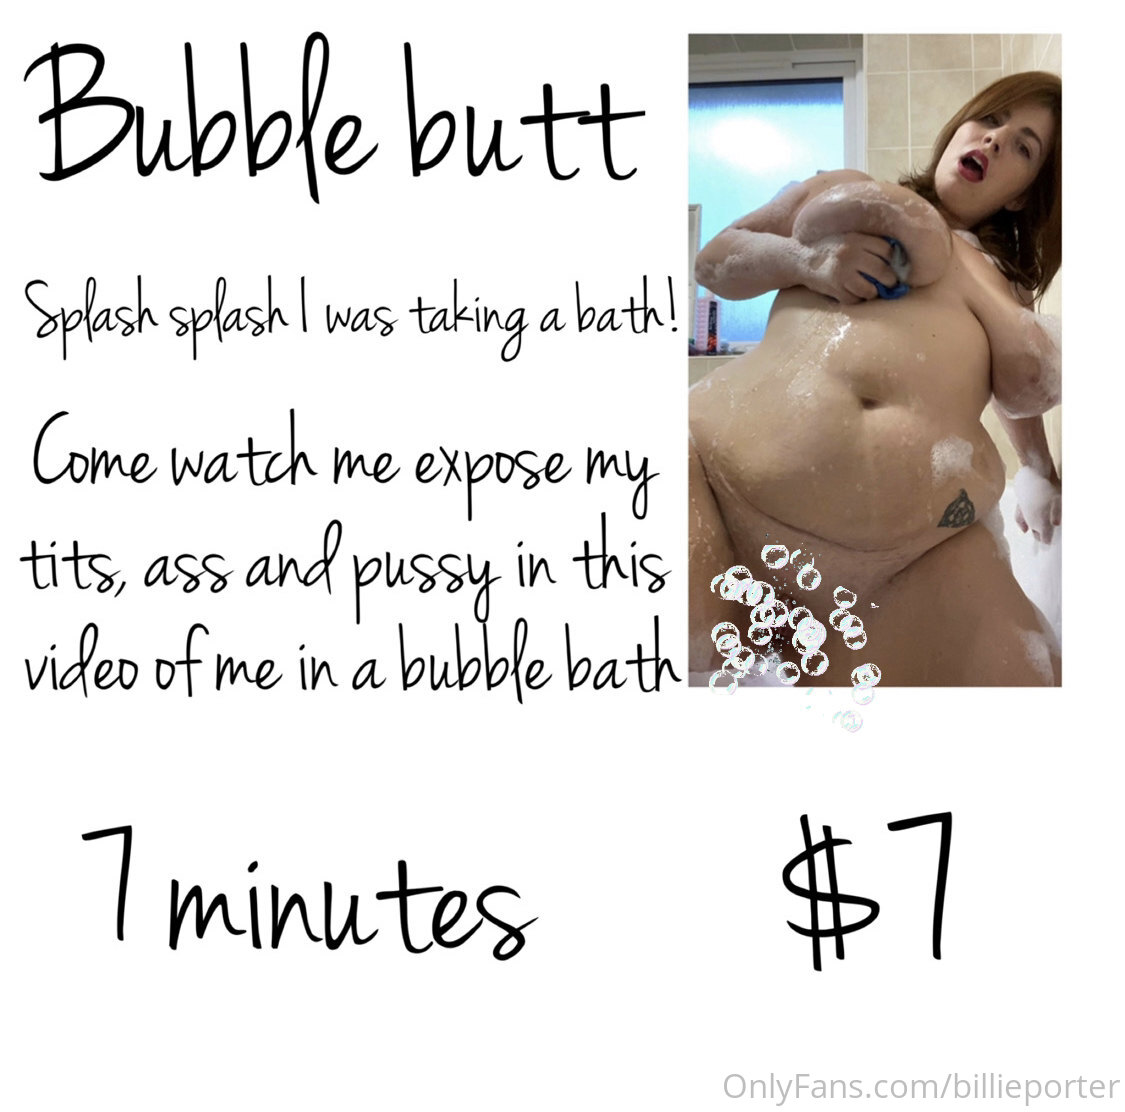 Bubble butt
Splash splash I was taking a bath!
Come watch me expose my
tits, ass and pussy in this
video of me in a bubble bath
7 minutes
$7
OnlyFans.com/billieporter